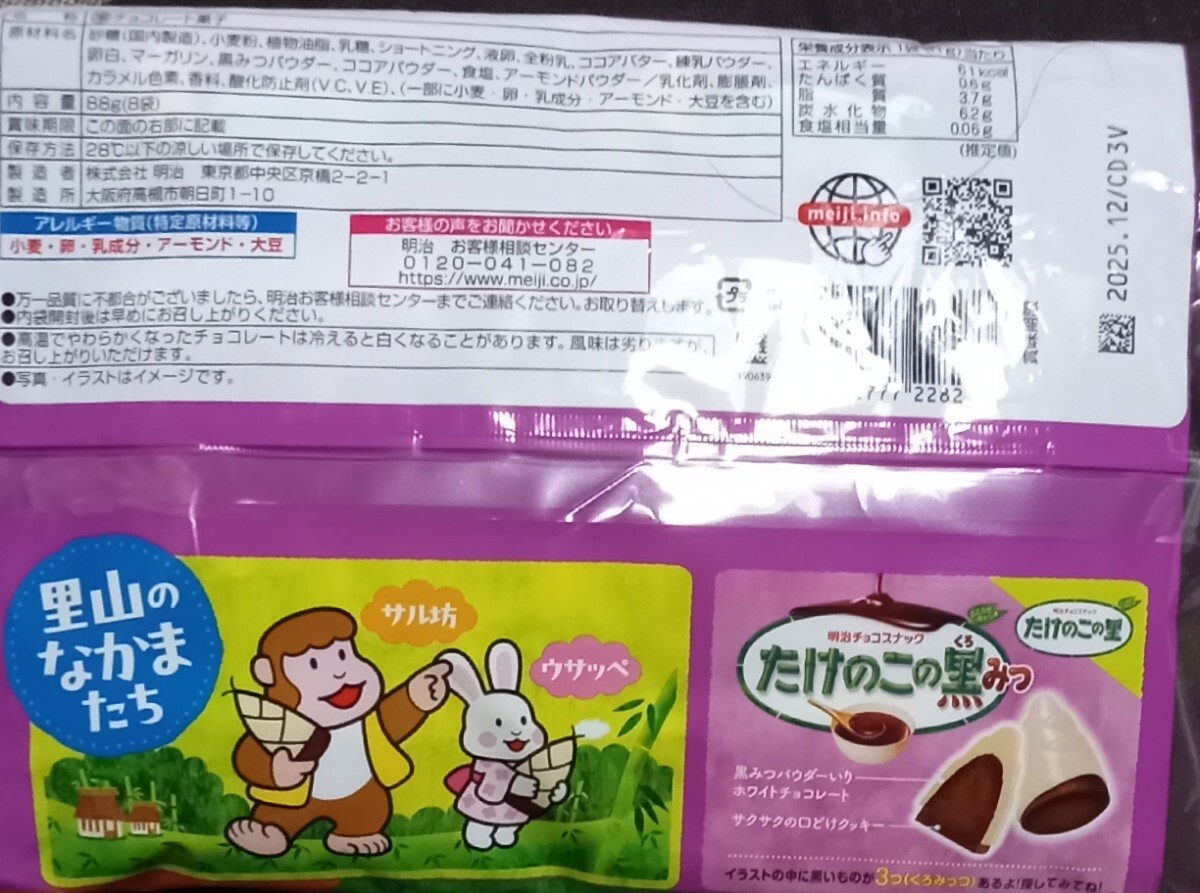 名 称 準チョコレート菓子
原材料名 砂糖(国内製造)、小麦粉、植物油脂、乳糖、ショートニング、液卵、全粉乳、ココアバター、練乳パウダー、
卵白、マーガリン、黒みつパウダー、ココアパウダー、食塩、アーモンドパウダー/乳化剤、膨脹剤、
カラメル色素、香料、酸化防止剤(V.C、V.E)、(一部に小麦・卵・乳成分・アーモンド・大豆を含む)
内容量 88g(8袋)
賞味期限 この面の右部に記載
保存方法 28℃以下の涼しい場所で保存してください。
製造者 株式会社 明治 東京都中央区京橋2-2-1
製造所 大阪府高槻市朝日町1-10
栄養成分表示 1袋 当たり
エネルギー 61kcal
たんぱく質 0.6g
脂質 3.7g
炭水化物 6.2g
食塩相当量 0.06g
(推定値)
アレルギー物質(特定原材料等)
小麦・卵・乳成分・アーモンド・大豆
お客様の声をお聞かせください
明治 お客様相談センター
0120-041-082
https://www.meiji.co.jp/
meiji.info
2025.12/CD3V
●万一品質に不都合がございましたら、明治お客様相談センターまでご連絡ください。お取り替えします。
●内袋開封後は早めにお召し上がりください。
●高温でやわらかくなったチョコレートは冷えると白くなることがあります。風味は劣りますが、
お召し上がりいただけます。
●写真・イラストはイメージです。
プラ
777 2282
里山の
なかま
たち
サル坊
ウサッペ
明治チョコスナック
たけのこの里
明治チョコスナック
くろ
たけのこの里みつ
黒みつパウダーいり
ホワイトチョコレート
サクサクの口どけクッキー
イラストの中に黒いものが3つ(くろみっつ)あるよ!探してみてね!